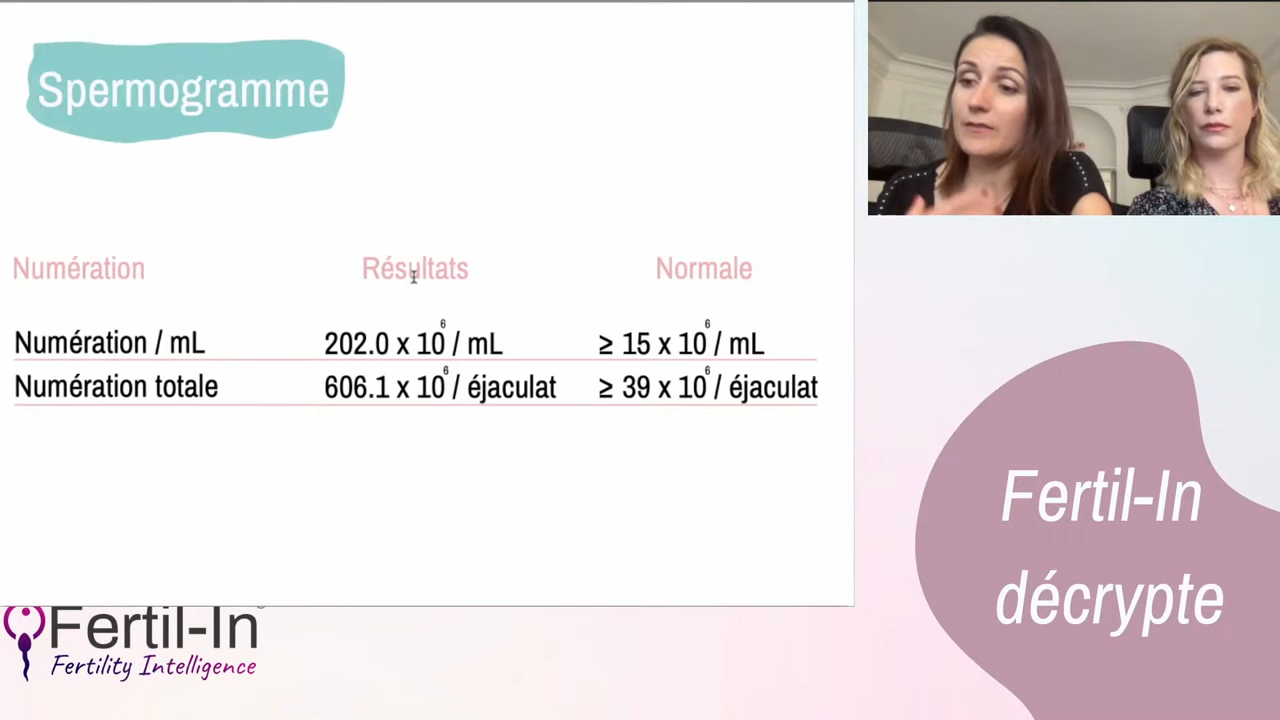 Spermogramme
Numération Résultats Normale
Numération / mL 202.0 x 10⁶ / mL ≥ 15 x 10⁶ / mL
Numération totale 606.1 x 10⁶ / éjaculat ≥ 39 x 10⁶ / éjaculat
Fertil-In
décrypte
Fertil-In
Fertility Intelligence